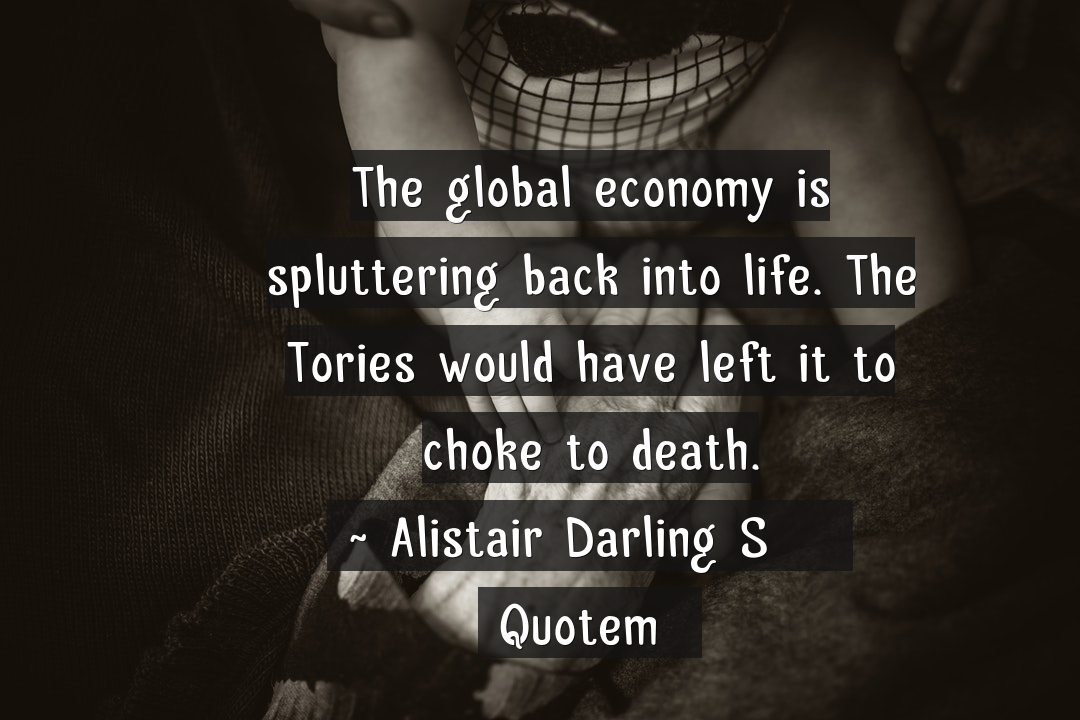 The global economy is
spluttering back into life. The
Tories would have left it to
choke to death.
~ Alistair Darling S
Quotem